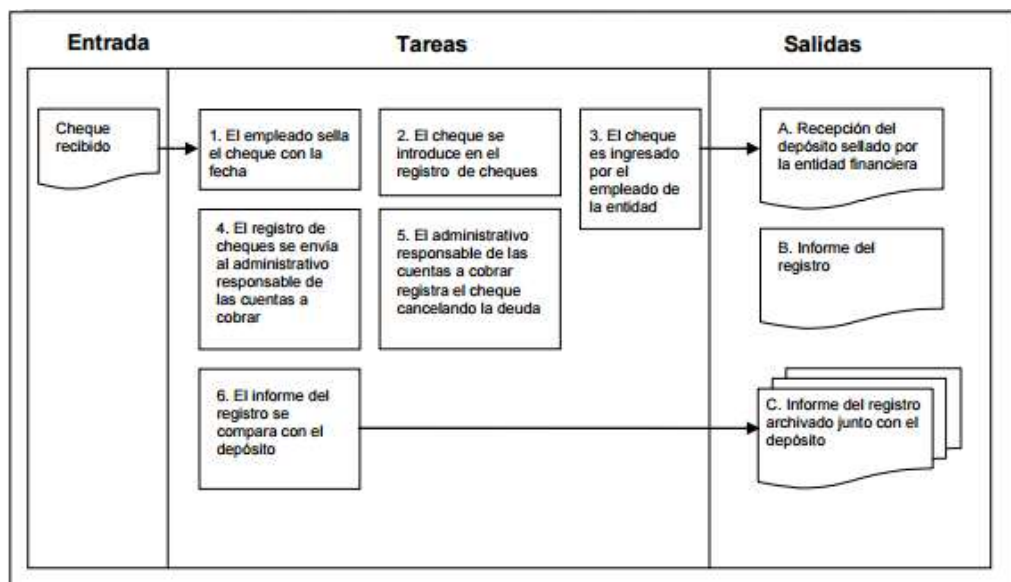 Entrada
Tareas
Salidas
Cheque
recibido
1. El empleado sella
el cheque con la
fecha
2. El cheque se
introduce en el
registro de cheques
3. El cheque
es ingresado
por el
empleado de
la entidad
A. Recepción del
depósito sellado por
la entidad financiera
4. El registro de
cheques se envía
al administrativo
responsable de
las cuentas a
cobrar
5. El administrativo
responsable de las
cuentas a cobrar
registra el cheque
cancelando la deuda
B. Informe del
registro
6. El informe del
registro se
compara con el
depósito
C. Informe del registro
archivado junto con el
depósito